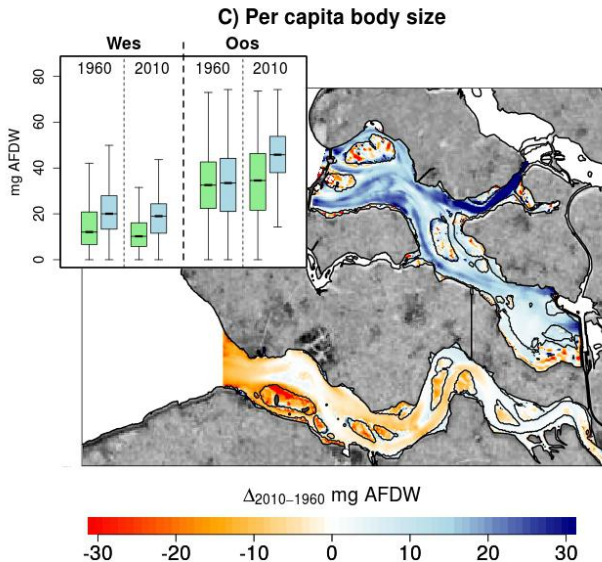 C) Per capita body size
Wes Oos
1960 2010 1960 2010
80
60
40
20
0
mg AFDW
Δ2010−1960 mg AFDW
-30 -20 -10 0 10 20 30